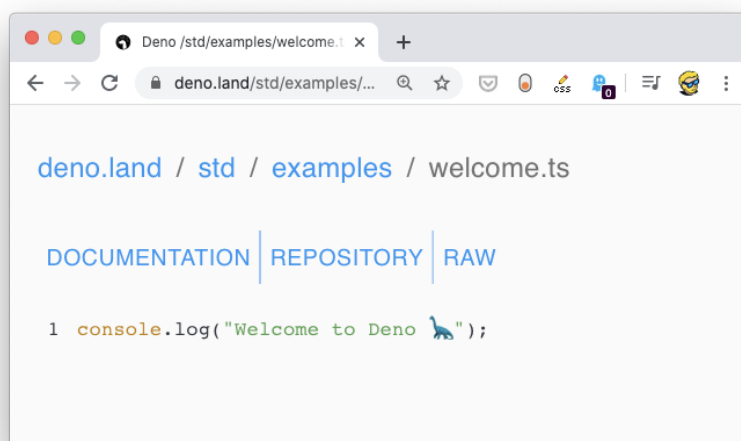 Deno /std/examples/welcome.t
deno.land/std/examples/...
css
0
deno.land / std / examples / welcome.ts
DOCUMENTATION REPOSITORY RAW
1 console.log("Welcome to Deno 🦕");